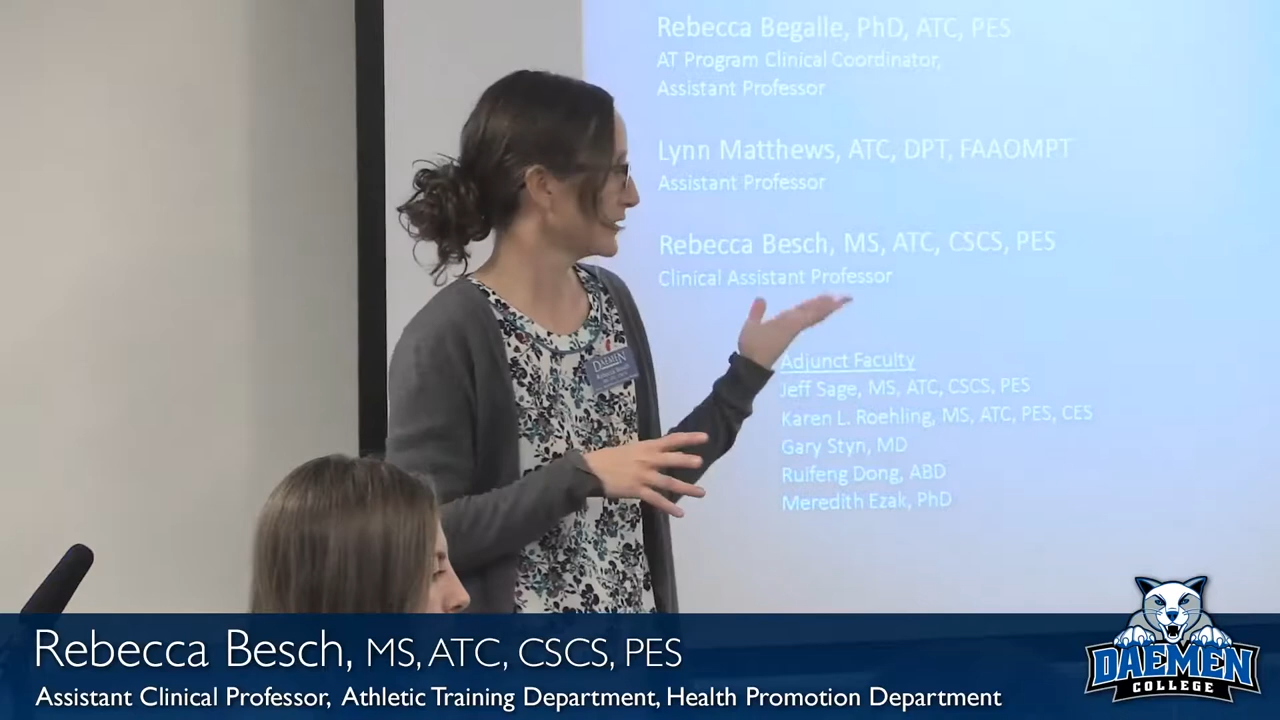 Rebecca Begalle, PhD, ATC, PES
AT Program Clinical Coordinator,
Assistant Professor
Lynn Matthews, ATC, DPT, FAAOMPT
Assistant Professor
Rebecca Besch, MS, ATC, CSCS, PES
Clinical Assistant Professor
Adjunct Faculty
Jeff Sage, MS, ATC, CSCS, PES
Karen L. Roehling, MS, ATC, PES, CES
Gary Styn, MD
Ruifeng Dong, ABD
Meredith Ezak, PhD
DAEMEN
Rebecca Besch, MS, ATC, CSCS, PES
Assistant Clinical Professor, Athletic Training Department, Health Promotion Department
DAEMEN
COLLEGE